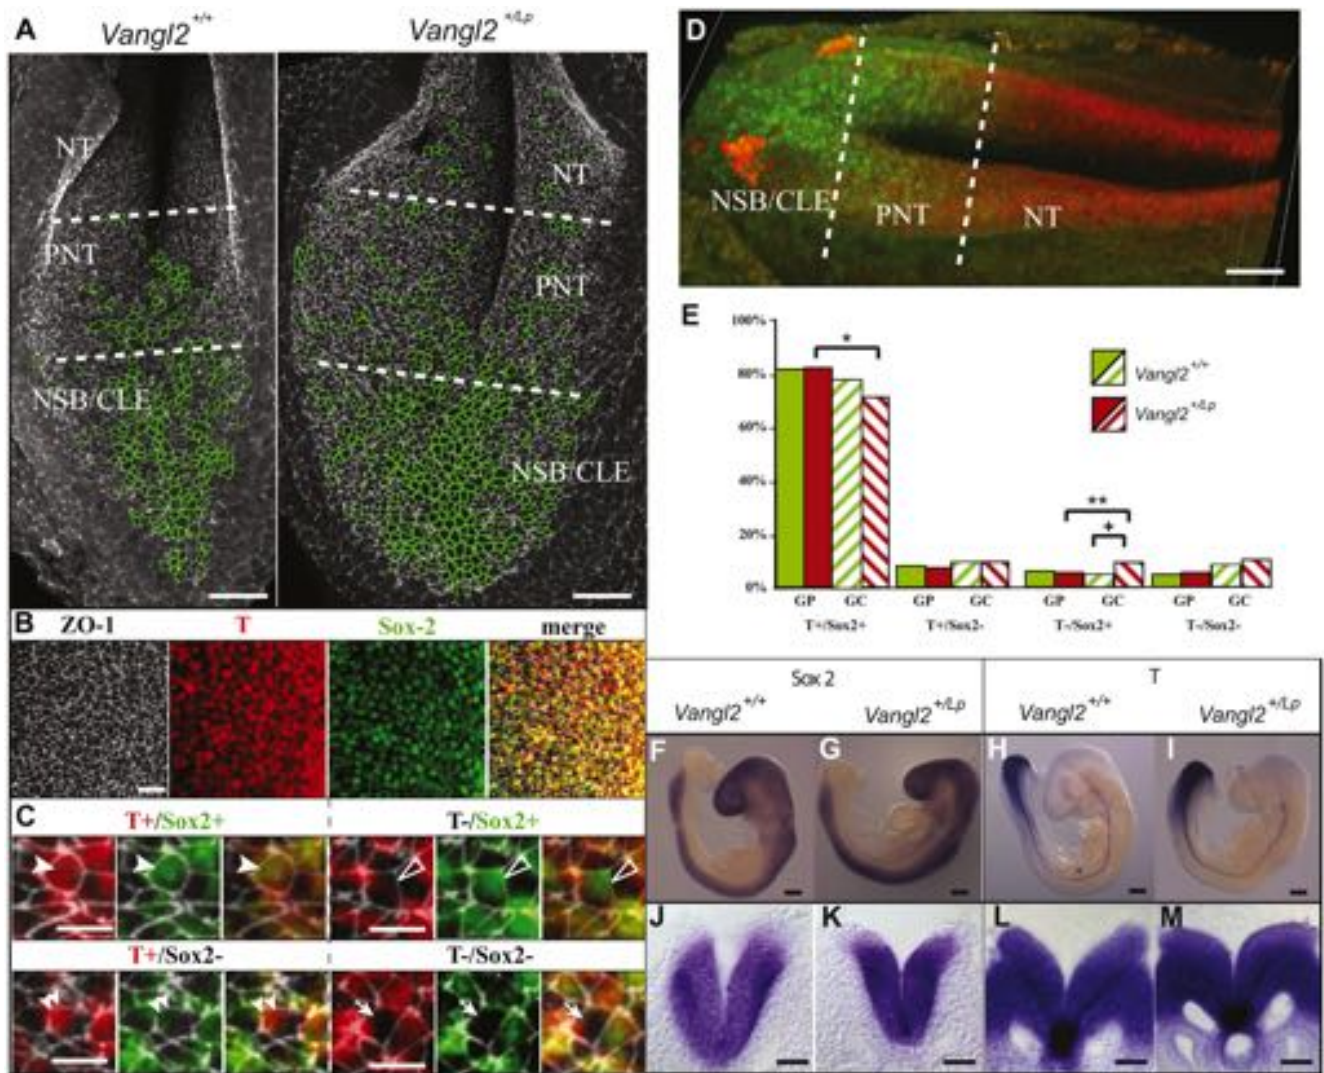 A
Vangl2 +/+
Vangl2 +/Lp
NT
PNT
NSB/CLE
NT
PNT
NSB/CLE
B
ZO-1
T
Sox-2
merge
C
T+/Sox2+
T-/Sox2+
T+/Sox2-
T-/Sox2-
D
NSB/CLE
PNT
NT
E
100%
80%
60%
40%
20%
0%
*
**
+
Vangl2 +/+
Vangl2 +/Lp
GP
GC
GP
GC
GP
GC
GP
GC
T+/Sox2+
T+/Sox2-
T-/Sox2+
T-/Sox2-
Sox 2
T
Vangl2 +/+
Vangl2 +/Lp
Vangl2 +/+
Vangl2 +/Lp
F
G
H
I
J
K
L
M